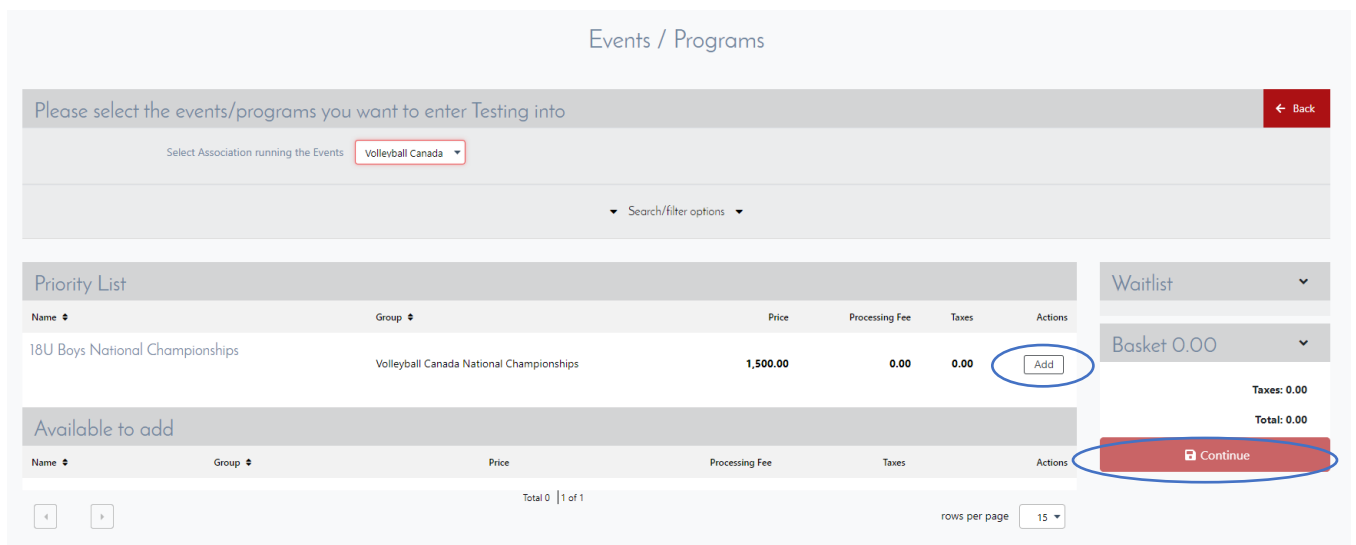 Events / Programs
Please select the events/programs you want to enter Testing into
Back
Select Association running the Events Volleyball Canada
Search/filter options
Priority List
Name Group Price Processing Fee Taxes Actions
18U Boys National Championships Volleyball Canada National Championships 1,500.00 0.00 0.00 Add
Available to add
Name Group Price Processing Fee Taxes Actions
Total 0 | 1 of 1
rows per page 15
Waitlist
Basket 0.00
Taxes: 0.00
Total: 0.00
Continue